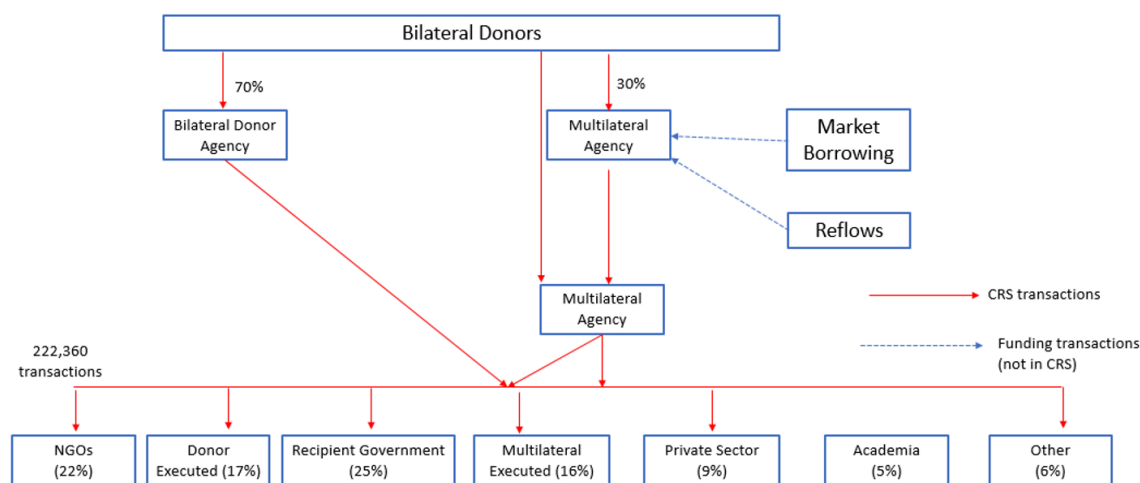 Bilateral Donors
70%
30%
Bilateral Donor
Agency
Multilateral
Agency
Market
Borrowing
Reflows
Multilateral
Agency
CRS transactions
Funding transactions
(not in CRS)
222,360
transactions
NGOs
(22%)
Donor
Executed (17%)
Recipient Government
(25%)
Multilateral
Executed (16%)
Private Sector
(9%)
Academia
(5%)
Other
(6%)